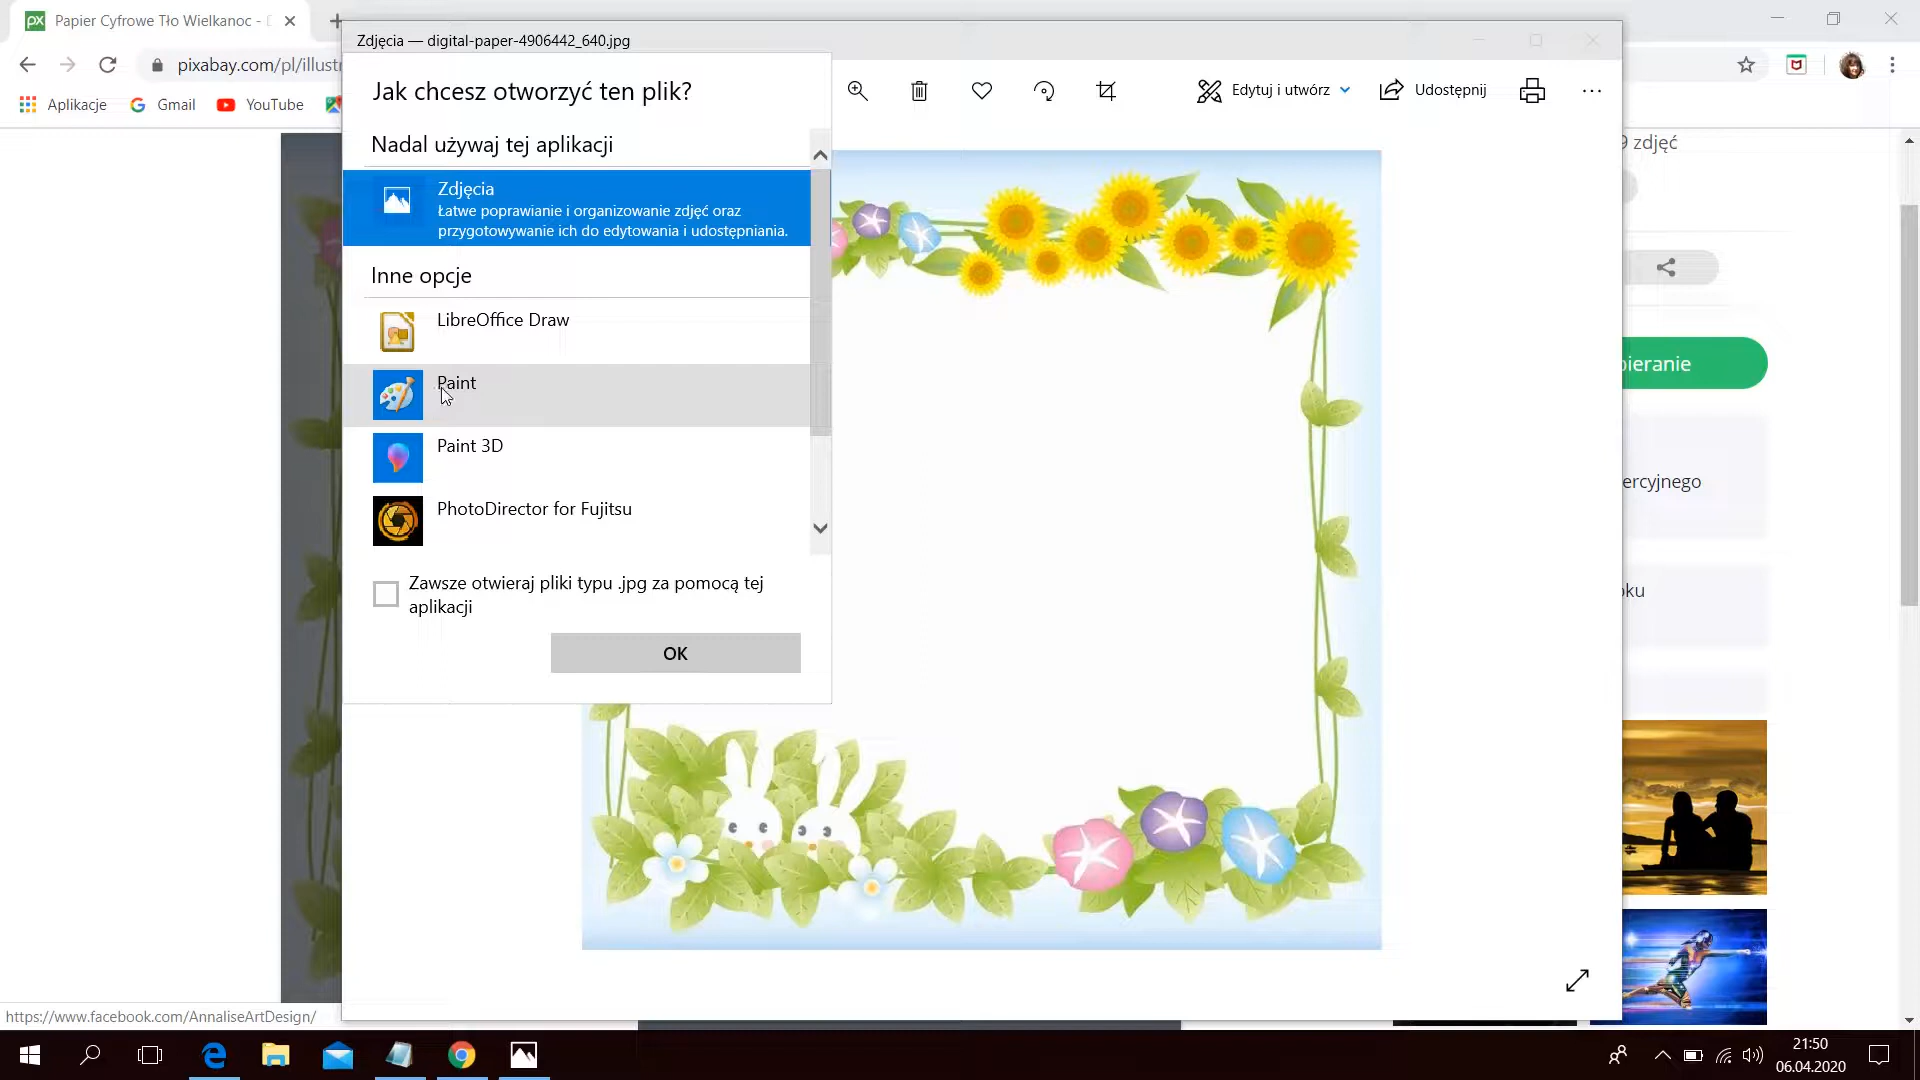 Papier Cyfrowe Tło Wielkanoc -
pixabay.com/pl/illustr
Aplikacje
Gmail
YouTube
Zdjęcia — digital-paper-4906442_640.jpg
Edytuj i utwórz
Udostępnij
Jak chcesz otworzyć ten plik?
Nadal używaj tej aplikacji
Zdjęcia
Łatwe poprawianie i organizowanie zdjęć oraz
przygotowywanie ich do edytowania i udostępniania.
Inne opcje
LibreOffice Draw
Paint
Paint 3D
PhotoDirector for Fujitsu
Zawsze otwieraj pliki typu .jpg za pomocą tej
aplikacji
OK
9 zdjęć
bieranie
ercyjnego
oku
https://www.facebook.com/AnnaliseArtDesign/
21:50
06.04.2020